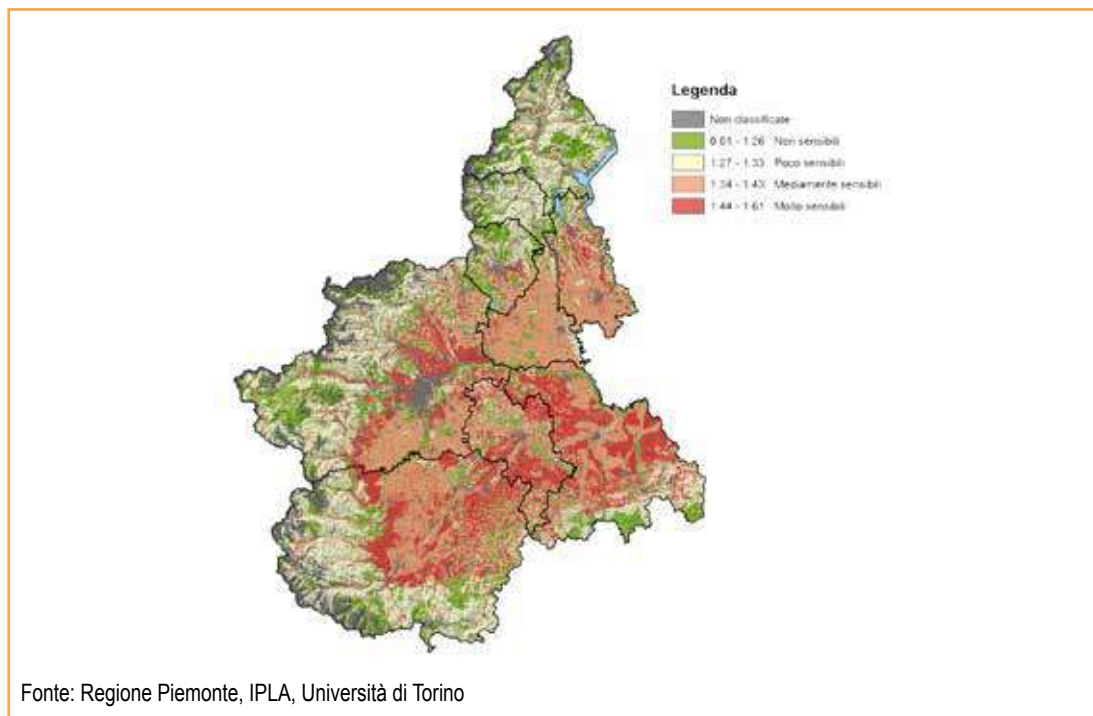 Legenda
Non classificate
0.81 - 1.26 Non sensibili
1.27 - 1.33 Poco sensibili
1.34 - 1.43 Mediamente sensibili
1.44 - 1.61 Molto sensibili
Fonte: Regione Piemonte, IPLA, Università di Torino